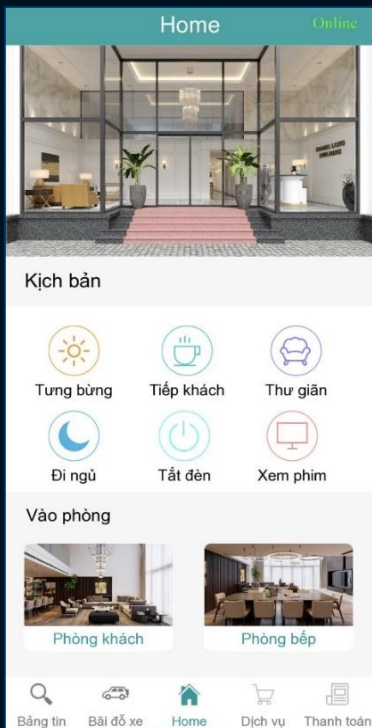 Home
Online
Kịch bản
Tưng bừng
Tiếp khách
Thư giãn
Đi ngủ
Tắt đèn
Xem phim
Vào phòng
Phòng khách
Phòng bếp
Bảng tin
Bãi đỗ xe
Home
Dịch vụ
Thanh toán